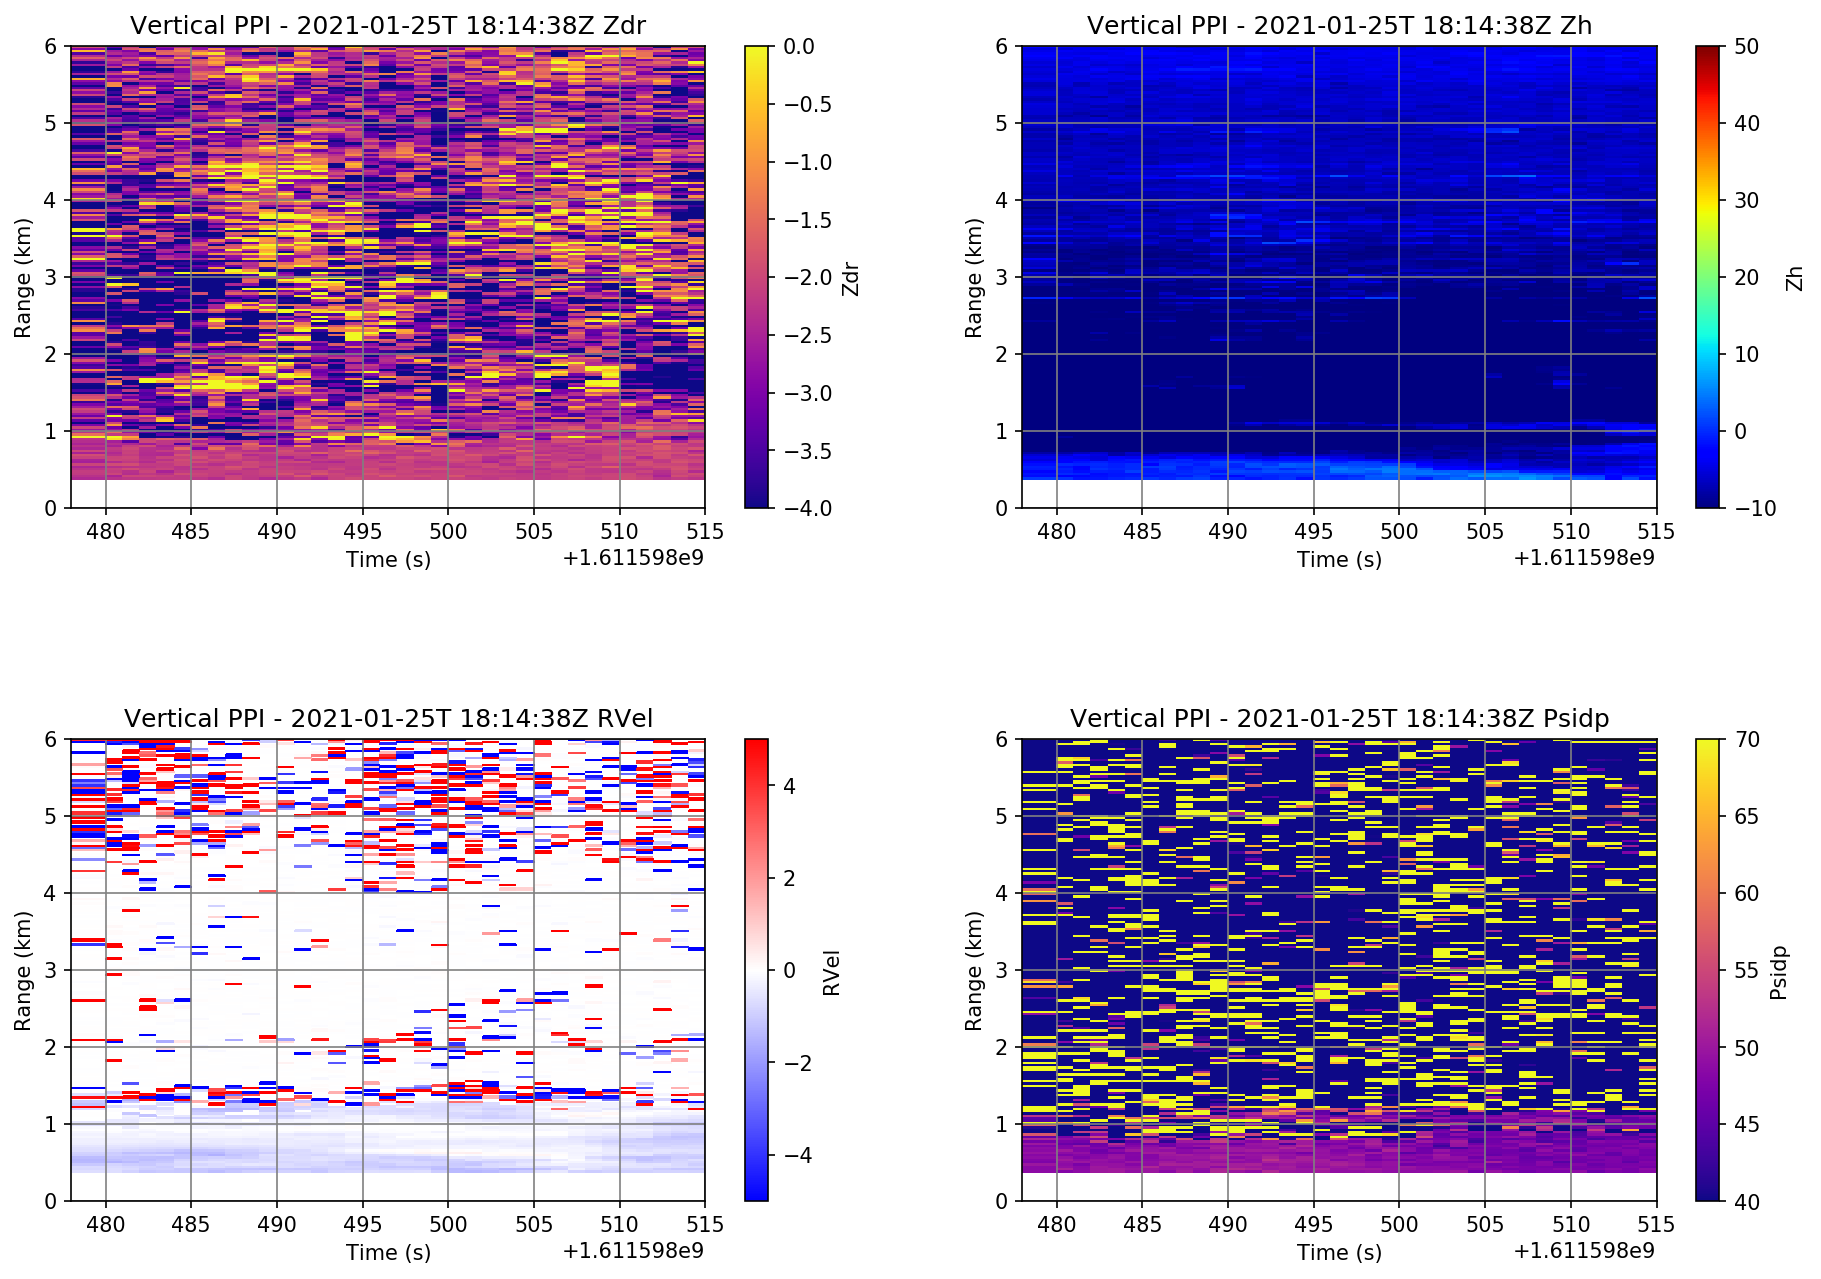 Vertical PPI - 2021-01-25T 18:14:38Z Zdr
6
5
4
3
2
1
0
Range (km)
480 485 490 495 500 505 510 515
Time (s)
+1.611598e9
0.0
−0.5
−1.0
−1.5
−2.0
−2.5
−3.0
−3.5
−4.0
Zdr
Vertical PPI - 2021-01-25T 18:14:38Z Zh
6
5
4
3
2
1
0
Range (km)
480 485 490 495 500 505 510 515
Time (s)
+1.611598e9
50
40
30
20
10
0
−10
Zh
Vertical PPI - 2021-01-25T 18:14:38Z RVel
6
5
4
3
2
1
0
Range (km)
480 485 490 495 500 505 510 515
Time (s)
+1.611598e9
4
2
0
−2
−4
RVel
Vertical PPI - 2021-01-25T 18:14:38Z Psidp
6
5
4
3
2
1
0
Range (km)
480 485 490 495 500 505 510 515
Time (s)
+1.611598e9
70
65
60
55
50
45
40
Psidp